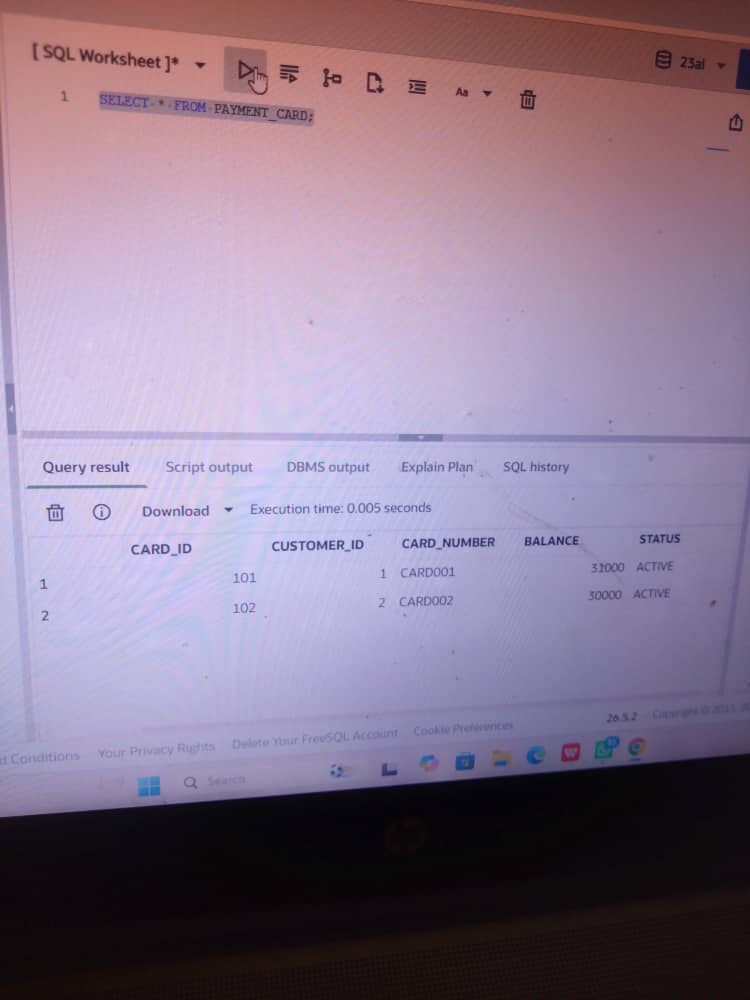 [ SQL Worksheet ]*
Aa
23ai
1 SELECT * FROM PAYMENT_CARD;
Query result Script output DBMS output Explain Plan SQL history
Download Execution time: 0.005 seconds
CARD_ID CUSTOMER_ID CARD_NUMBER BALANCE STATUS
1 101 1 CARD001 31000 ACTIVE
2 102 2 CARD002 30000 ACTIVE
Conditions Your Privacy Rights Delete Your FreeSQL Account Cookie Preferences 26.5.2 Copyright © 2015,
Search